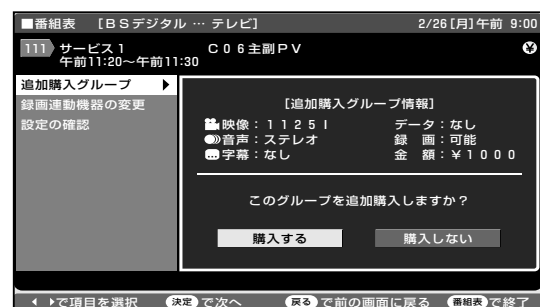 ■番組表 [BSデジタル … テレビ] 2/26[月]午前 9:00
111 サービス1 C06主副PV ¥
午前11:20~午前11:30
追加購入グループ ▶
録画連動機器の変更
設定の確認
[追加購入グループ情報]
映像:1125I データ:なし
音声:ステレオ 録 画:可能
字幕:なし 金 額:¥1000
このグループを追加購入しますか?
購入する 購入しない
◀ ▶で項目を選択 決定で次へ 戻るで前の画面に戻る 番組表で終了